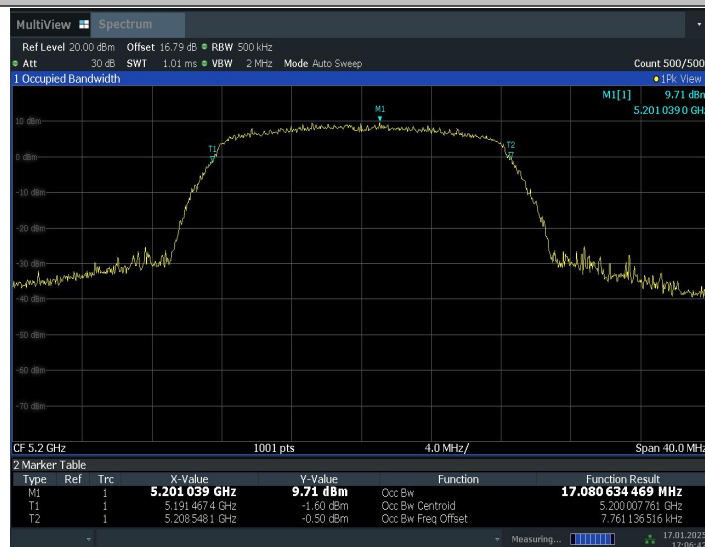 MultiView Spectrum
Ref Level 20.00 dBm Offset 16.79 dB RBW 500 kHz
Att 30 dB SWT 1.01 ms VBW 2 MHz Mode Auto Sweep Count 500/500
1 Occupied Bandwidth 1Pk View
M1[1] 9.71 dBm
5.201 039 0 GHz
M1
10 dBm
T1
T2
0 dBm
-10 dBm
-20 dBm
-30 dBm
-40 dBm
-50 dBm
-60 dBm
-70 dBm
CF 5.2 GHz 1001 pts 4.0 MHz/ Span 40.0 MHz
2 Marker Table
Type Ref Trc X-Value Y-Value Function Function Result
M1 1 5.201 039 GHz 9.71 dBm Occ Bw 17.080 634 469 MHz
T1 1 5.191 467 4 GHz -1.60 dBm Occ Bw Centroid 5.200 007 761 GHz
T2 1 5.208 548 1 GHz -0.50 dBm Occ Bw Freq Offset 7.761 136 516 kHz
Measuring... 17.01.2025
17:06:42